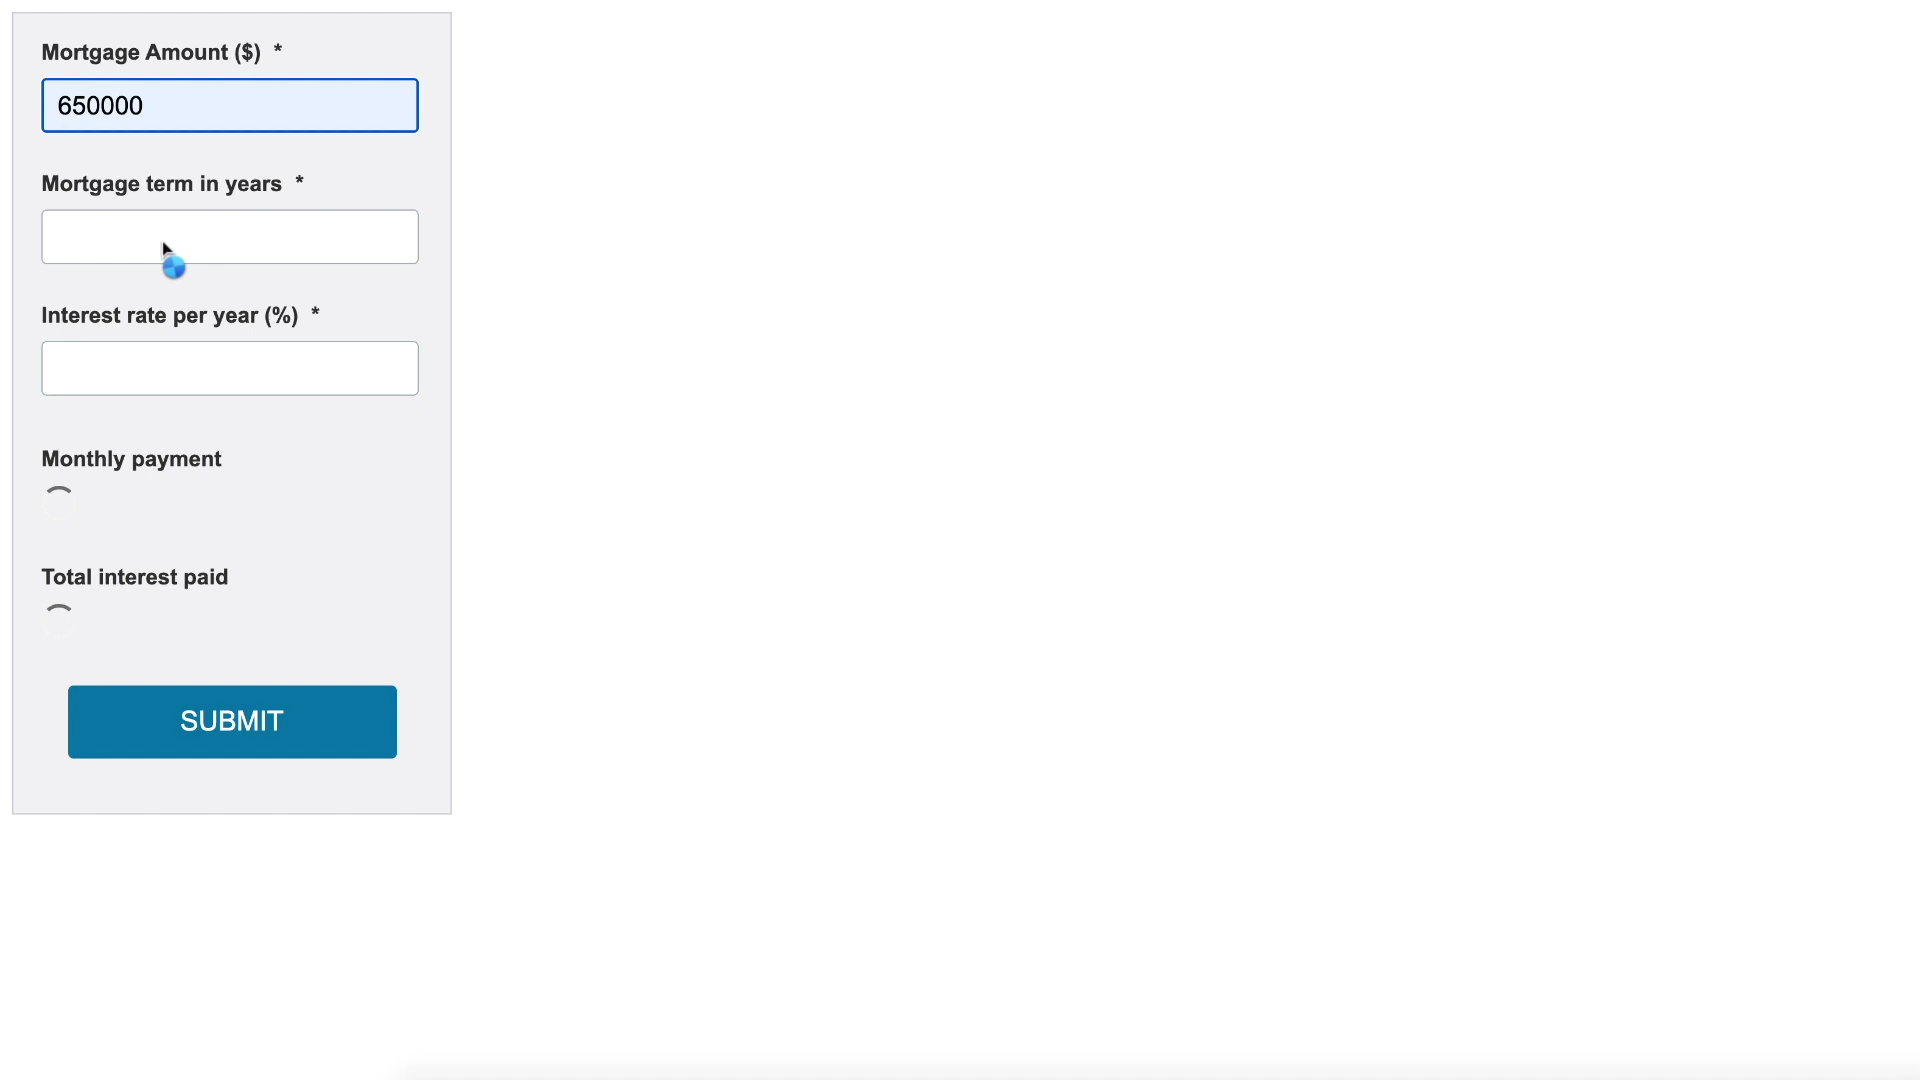 Mortgage Amount ($) *
650000
Mortgage term in years *
Interest rate per year (%) *
Monthly payment
Total interest paid
SUBMIT